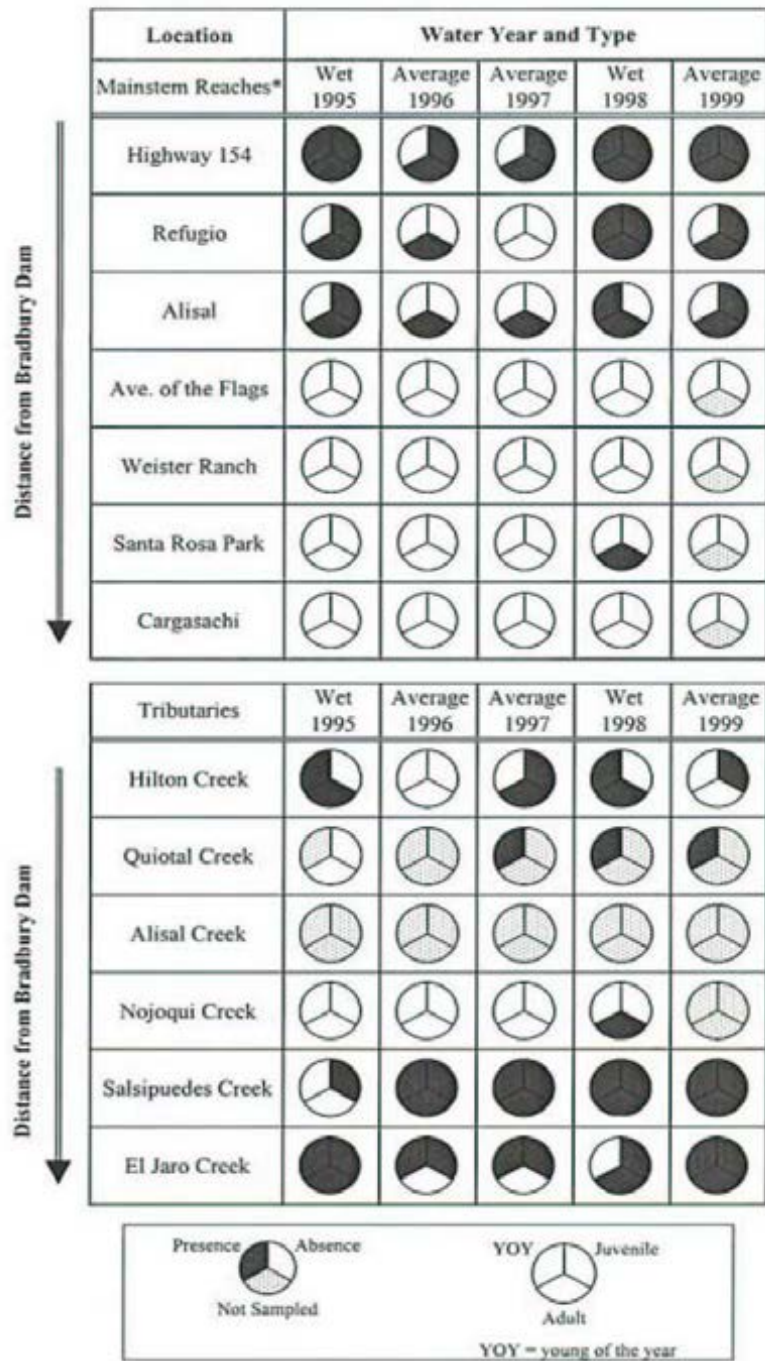 Location
Water Year and Type
Mainstem Reaches*
Wet 1995
Average 1996
Average 1997
Wet 1998
Average 1999
Distance from Bradbury Dam
Highway 154
Refugio
Alisal
Ave. of the Flags
Weister Ranch
Santa Rosa Park
Cargasachi
Tributaries
Wet 1995
Average 1996
Average 1997
Wet 1998
Average 1999
Distance from Bradbury Dam
Hilton Creek
Quiotal Creek
Alisal Creek
Nojoqui Creek
Salsipuedes Creek
El Jaro Creek
Presence
Absence
Not Sampled
YOY
Juvenile
Adult
YOY = young of the year